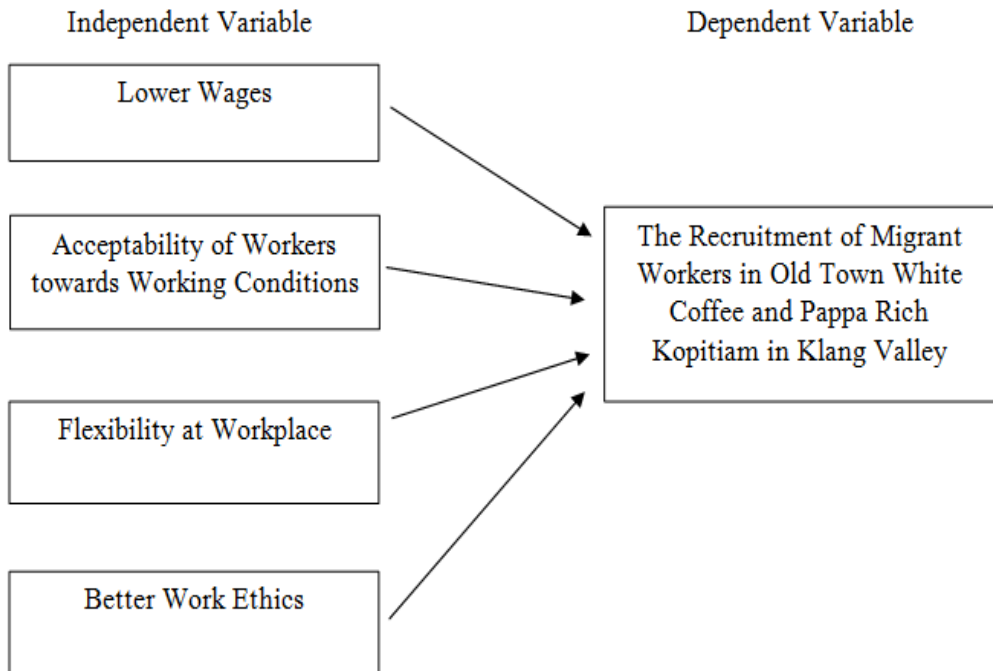 Independent Variable
Dependent Variable
Lower Wages
Acceptability of Workers
towards Working Conditions
Flexibility at Workplace
Better Work Ethics
The Recruitment of Migrant
Workers in Old Town White
Coffee and Pappa Rich
Kopitiam in Klang Valley